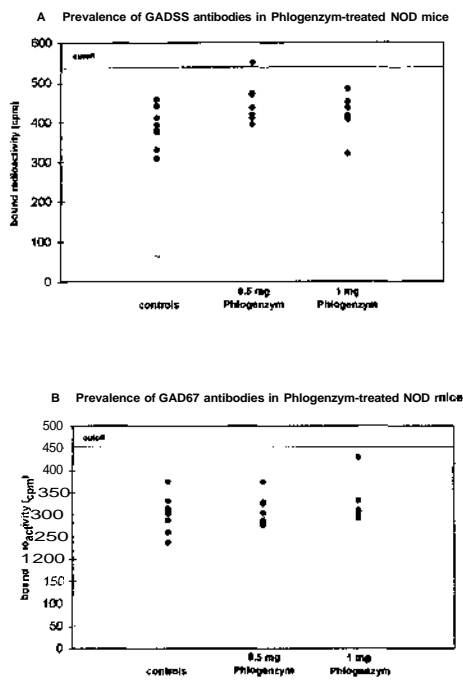 A Prevalence of GADSS antibodies in Phlogenzym-treated NOD mice
600
cutoff
500
400
300
200
100
0
bound radioactivity (cpm)
controls
0.5 mg
Phlogenzym
1 mg
Phlogenzym
B Prevalence of GAD67 antibodies in Phlogenzym-treated NOD mice
500
cutoff
450
400
350
300
250
1200
150
100
50
0
bound
activity [cpm)
controls
0.5 mg
Phlogenzym
1 mg
Phlogenzym